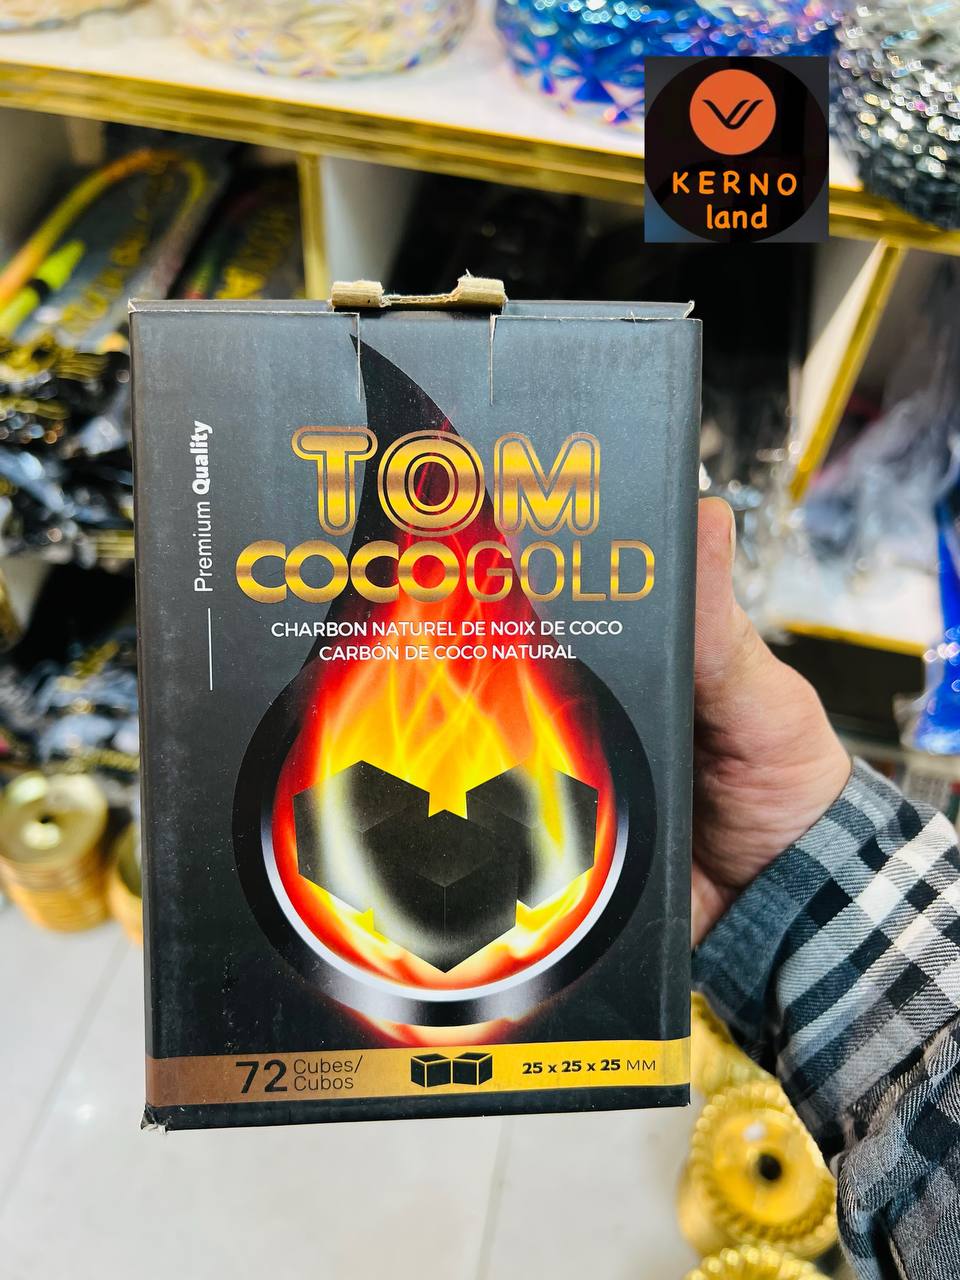 KERNO
land
Premium Quality
TOM
COCOGOLD
CHARBON NATUREL DE NOIX DE COCO
CARBÓN DE COCO NATURAL
72 Cubes/
Cubos
25 x 25 x 25 MM